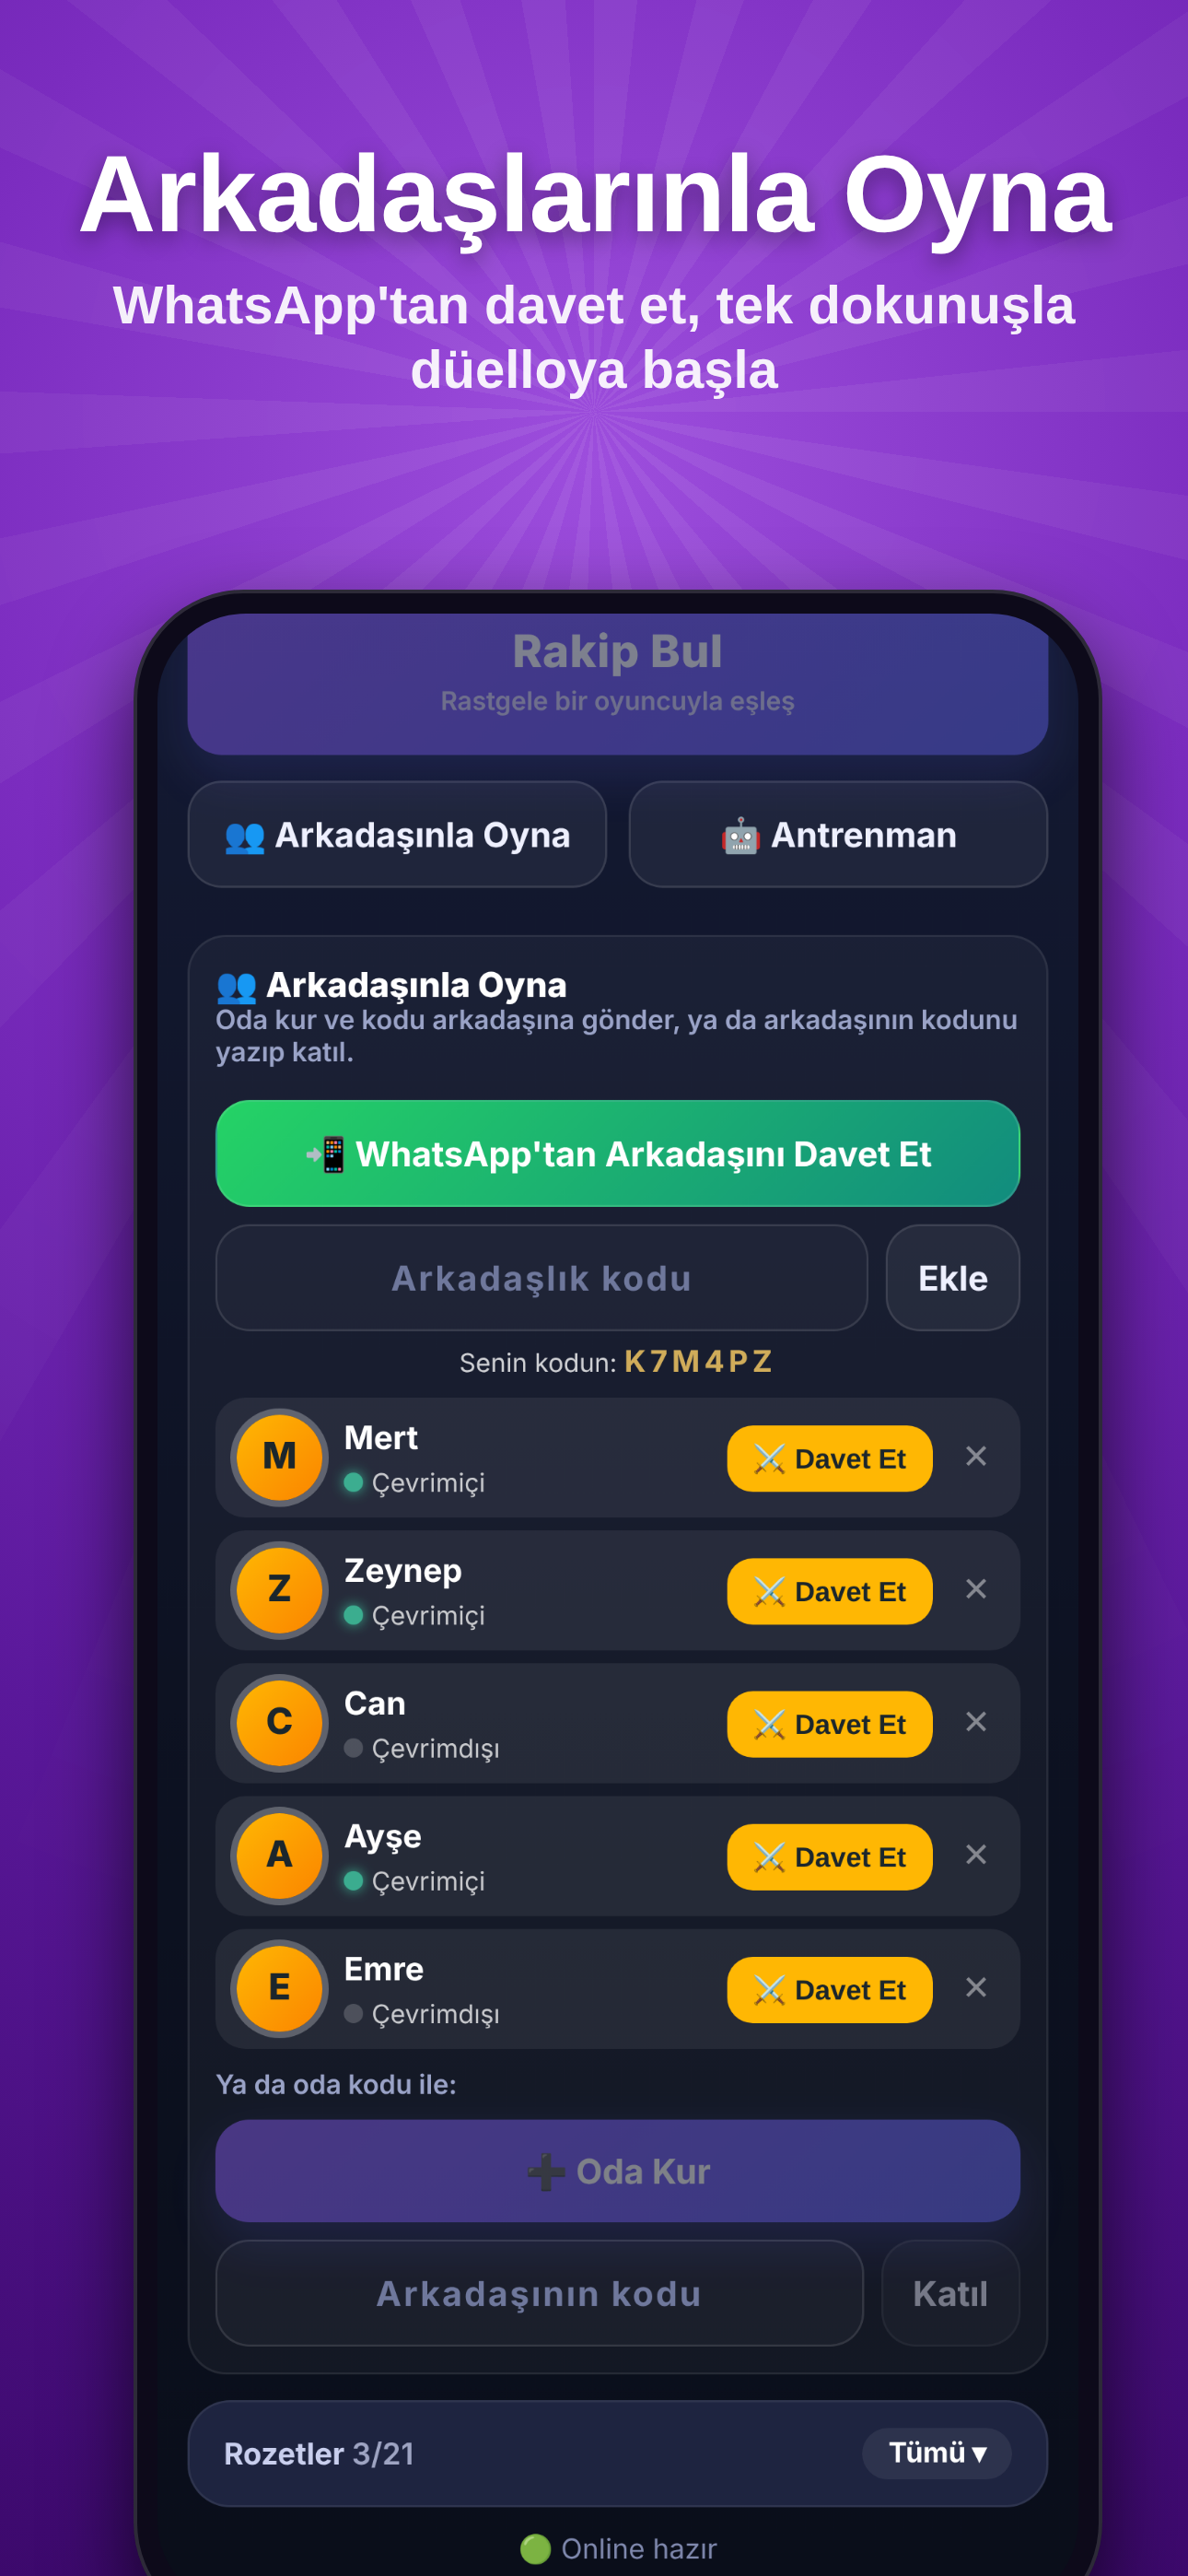 Arkadaşlarınla Oyna
WhatsApp'tan davet et, tek dokunuşla
düelloya başla
Rakip Bul
Rastgele bir oyuncuyla eşleş
👥 Arkadaşınla Oyna
🤖 Antrenman
👥 Arkadaşınla Oyna
Oda kur ve kodu arkadaşına gönder, ya da arkadaşının kodunu
yazıp katıl.
📲 WhatsApp'tan Arkadaşını Davet Et
Arkadaşlık kodu
Ekle
Senin kodun: K7M4PZ
M
Mert
Çevrimiçi
⚔️ Davet Et ✕
Z
Zeynep
Çevrimiçi
⚔️ Davet Et ✕
C
Can
Çevrimdışı
⚔️ Davet Et ✕
A
Ayşe
Çevrimiçi
⚔️ Davet Et ✕
E
Emre
Çevrimdışı
⚔️ Davet Et ✕
Ya da oda kodu ile:
➕ Oda Kur
Arkadaşının kodu
Katıl
Rozetler 3/21
Tümü ▾
🟢 Online hazır